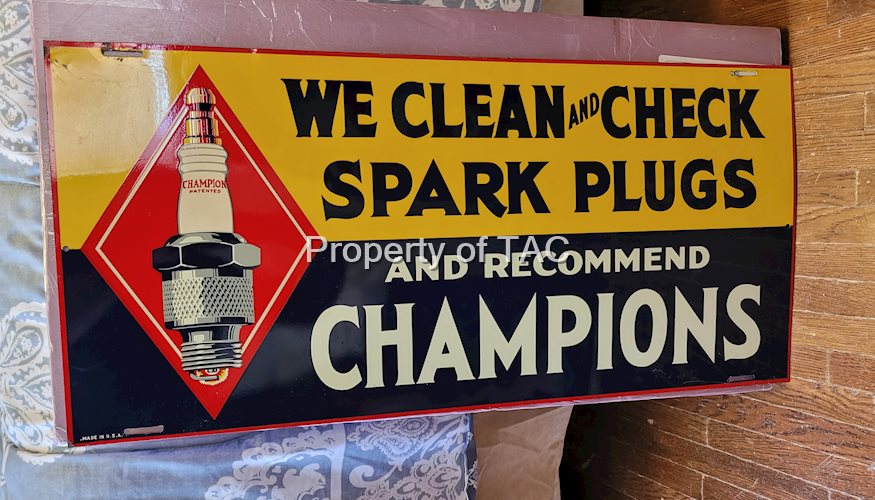 WE CLEAN AND CHECK
SPARK PLUGS
AND RECOMMEND
CHAMPIONS
CHAMPION
PATENTED
MADE IN U.S.A.
Property of TAC